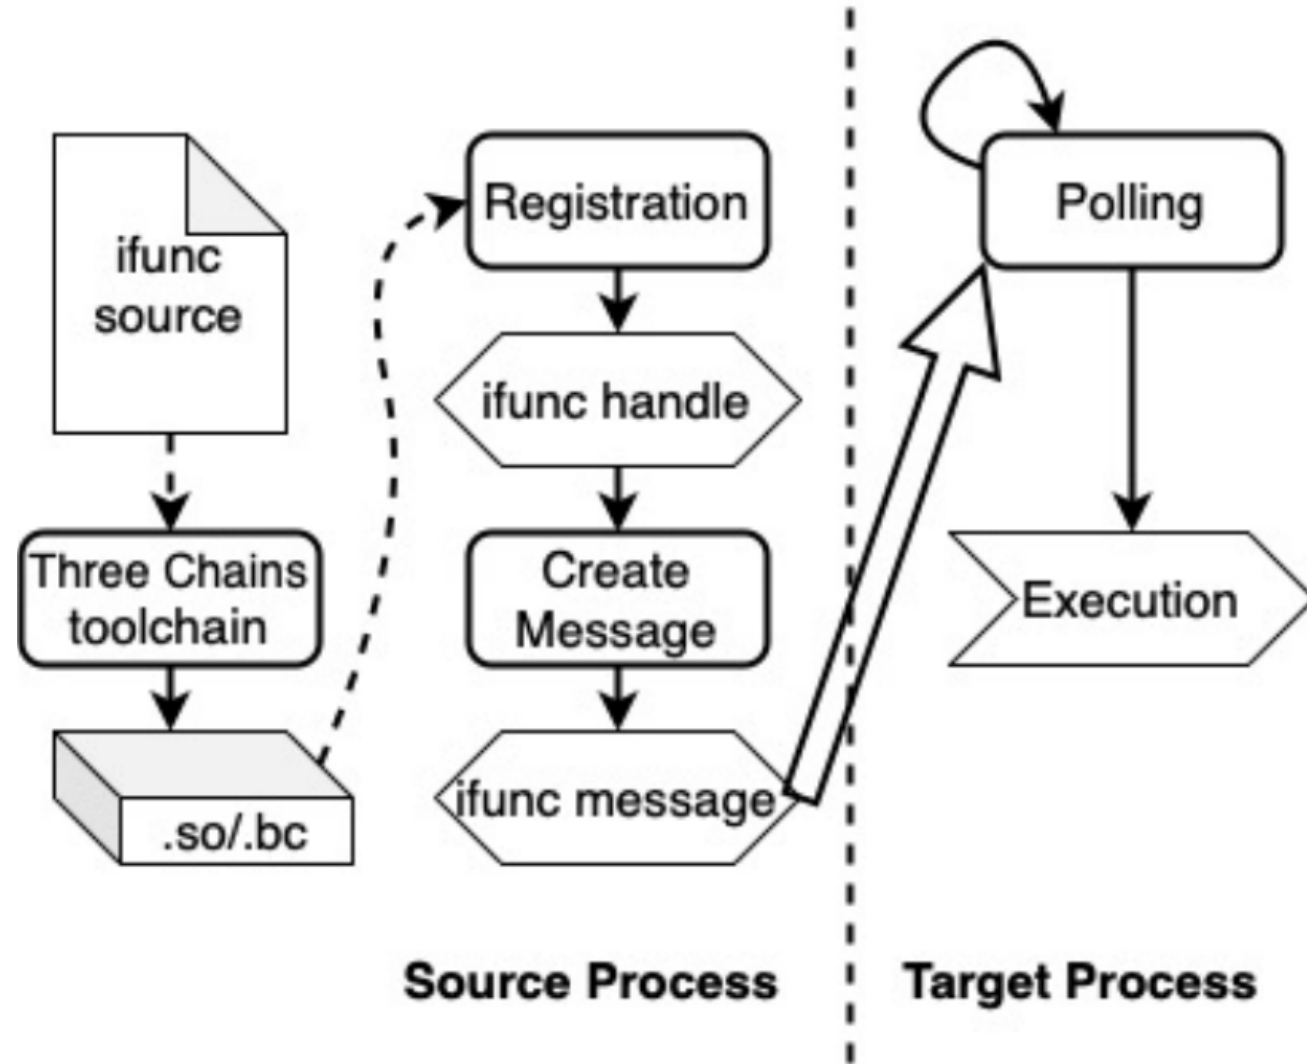 ifunc
source
Three Chains
toolchain
.so/.bc
Registration
ifunc handle
Create
Message
ifunc message
Polling
Execution
Source Process
Target Process